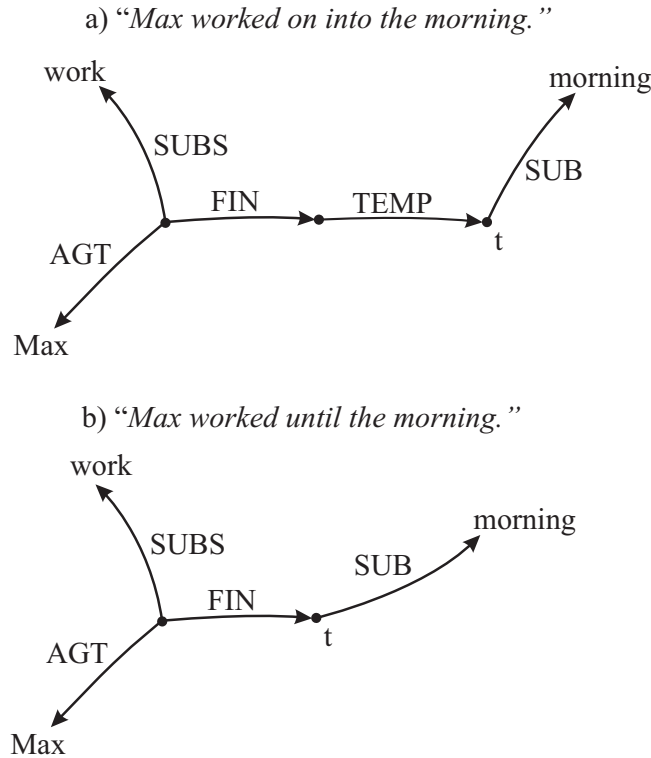 a) “Max worked on into the morning.”
work
morning
SUBS
SUB
FIN
TEMP
AGT
t
Max
b) “Max worked until the morning.”
work
morning
SUBS
SUB
FIN
AGT
t
Max